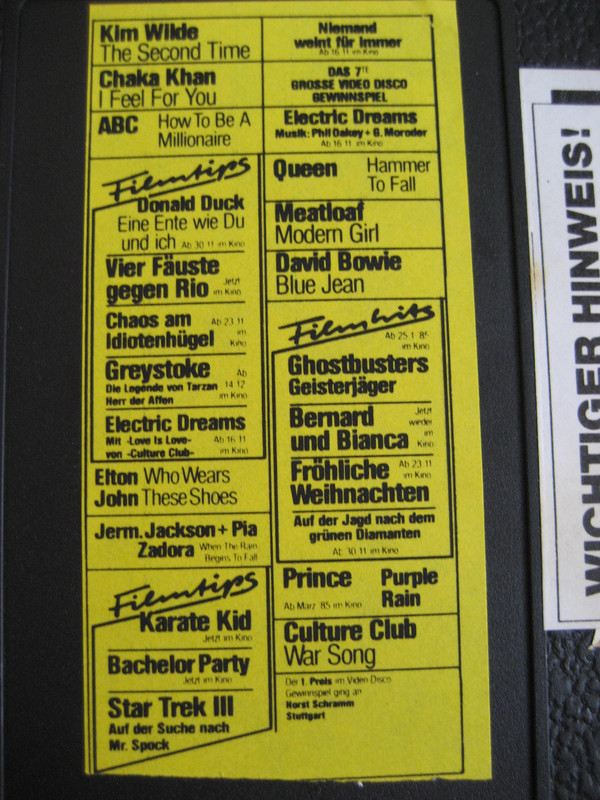 Kim Wilde
The Second Time
Chaka Khan
I Feel For You
ABC How To Be A
Millionaire
Filmtips
Donald Duck
Eine Ente wie Du
und ich Ab 30 11 im Kino
Vier Fäuste
gegen Rio Jetzt
im Kino
Chaos am Ab 23 11
Idiotenhügel im
Kino
Greystoke Ab
Die Legende von Tarzan 14 12
Herr der Affen im Kino
Electric Dreams
Mit -Love Is Love- Ab 16 11
von -Culture Club- im Kino
Elton Who Wears
John These Shoes
Jerm. Jackson + Pia
Zadora When The Rain
Begins To Fall
Filmtips
Karate Kid
Jetzt im Kino
Bachelor Party
Jetzt im Kino
Star Trek III
Auf der Suche nach
Mr. Spock
Niemand
weint für immer
Ab 16 11 im Kino
DAS 7TE
GROSSE VIDEO DISCO
GEWINNSPIEL
Electric Dreams
Musik: Phil Oakey + G. Moroder
Ab 16 11 im Kino
Queen Hammer
To Fall
Meatloaf
Modern Girl
David Bowie
Blue Jean
Filmhits
Ab 25.1 85
im Kino
Ghostbusters
Geisterjäger
Bernard Jetzt
und Bianca wieder
im
Kino
Fröhliche Ab 23 11
im Kino
Weihnachten
Auf der Jagd nach dem
grünen Diamanten
Ab 30 11 im Kino
Prince Purple
Ab Marz '85 im Kino Rain
Culture Club
War Song
Der 1. Preis im Video Disco
Gewinnspiel ging an
Horst Schramm
Stuttgart
WICHTIGER HINWEIS!